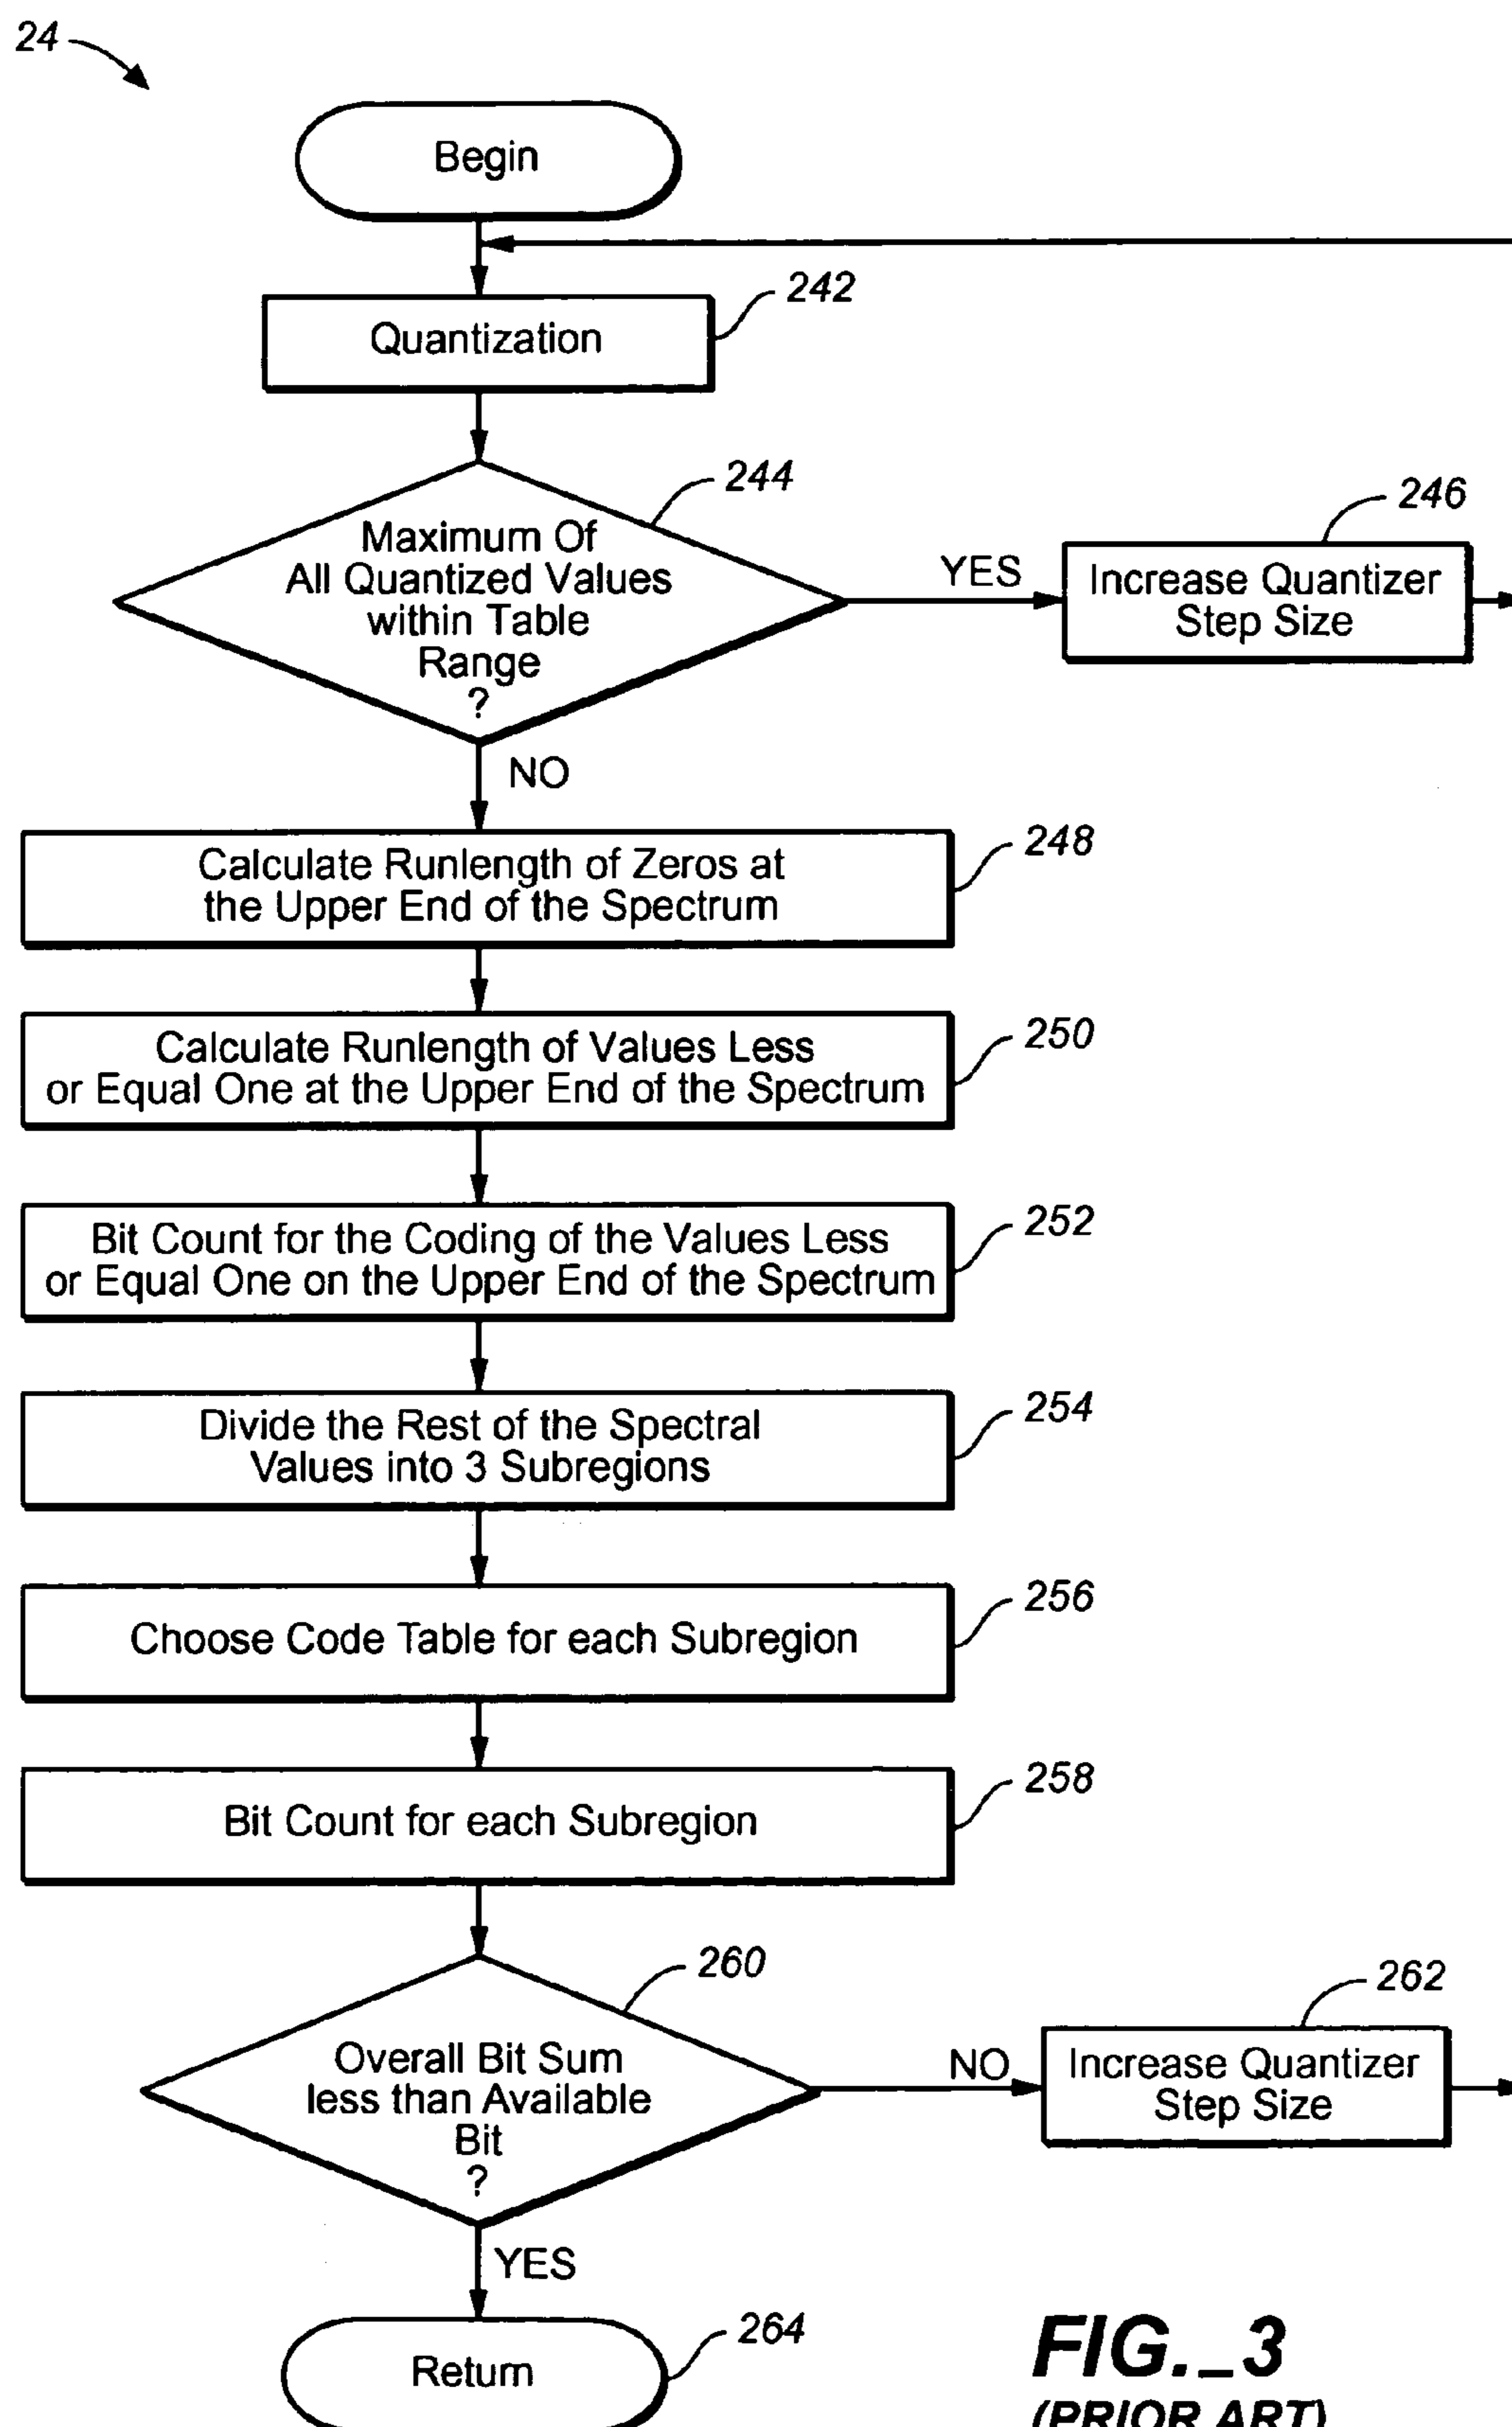 24
Begin
242
Quantization
244
Maximum Of
All Quantized Values
within Table
Range
?
YES
246
Increase Quantizer
Step Size
NO
248
Calculate Runlength of Zeros at
the Upper End of the Spectrum
250
Calculate Runlength of Values Less
or Equal One at the Upper End of the Spectrum
252
Bit Count for the Coding of the Values Less
or Equal One on the Upper End of the Spectrum
254
Divide the Rest of the Spectral
Values into 3 Subregions
256
Choose Code Table for each Subregion
258
Bit Count for each Subregion
260
Overall Bit Sum
less than Available
Bit
?
NO
262
Increase Quantizer
Step Size
YES
264
Return
FIG._3
(PRIOR ART)